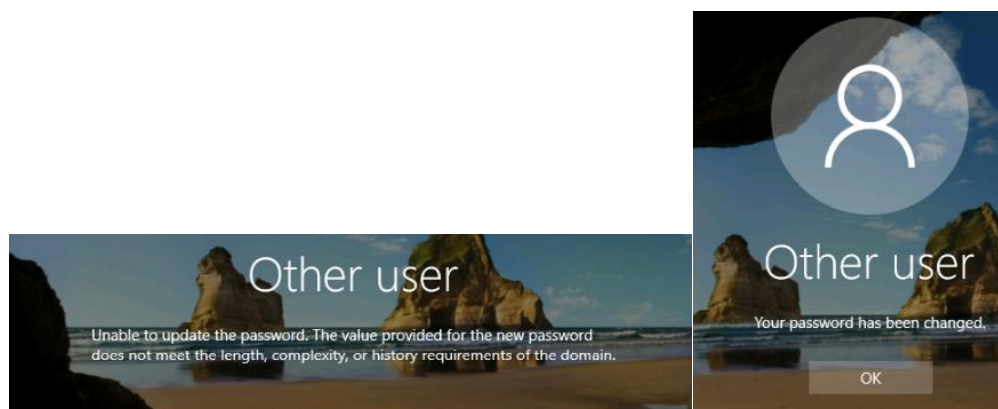 Other user
Unable to update the password. The value provided for the new password
does not meet the length, complexity, or history requirements of the domain.
Other user
Your password has been changed.
OK